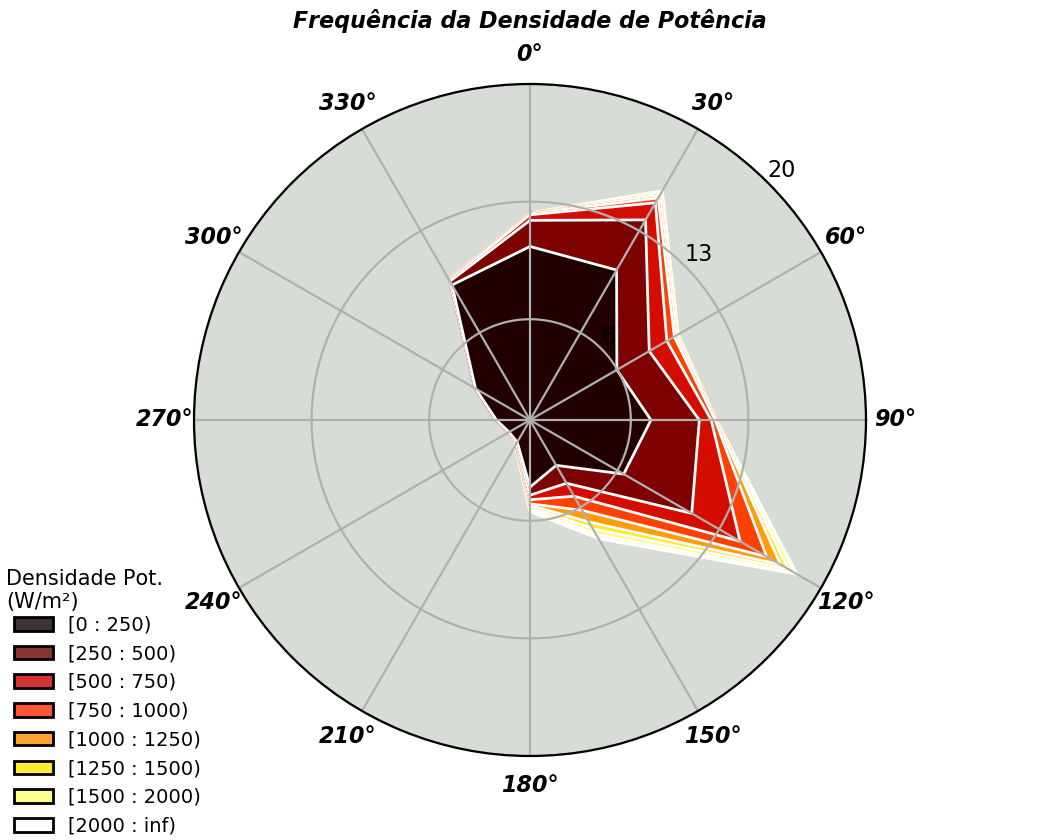 Frequência da Densidade de Potência
0°
330°
30°
20
300°
60°
13
6
270°
90°
240°
120°
210°
150°
180°
Densidade Pot.
(W/m²)
[0 : 250)
[250 : 500)
[500 : 750)
[750 : 1000)
[1000 : 1250)
[1250 : 1500)
[1500 : 2000)
[2000 : inf)